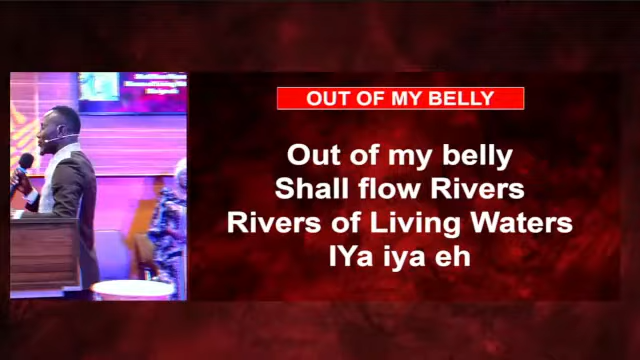 OUT OF MY BELLY
Out of my belly
Shall flow Rivers
Rivers of Living Waters
IYa iya eh